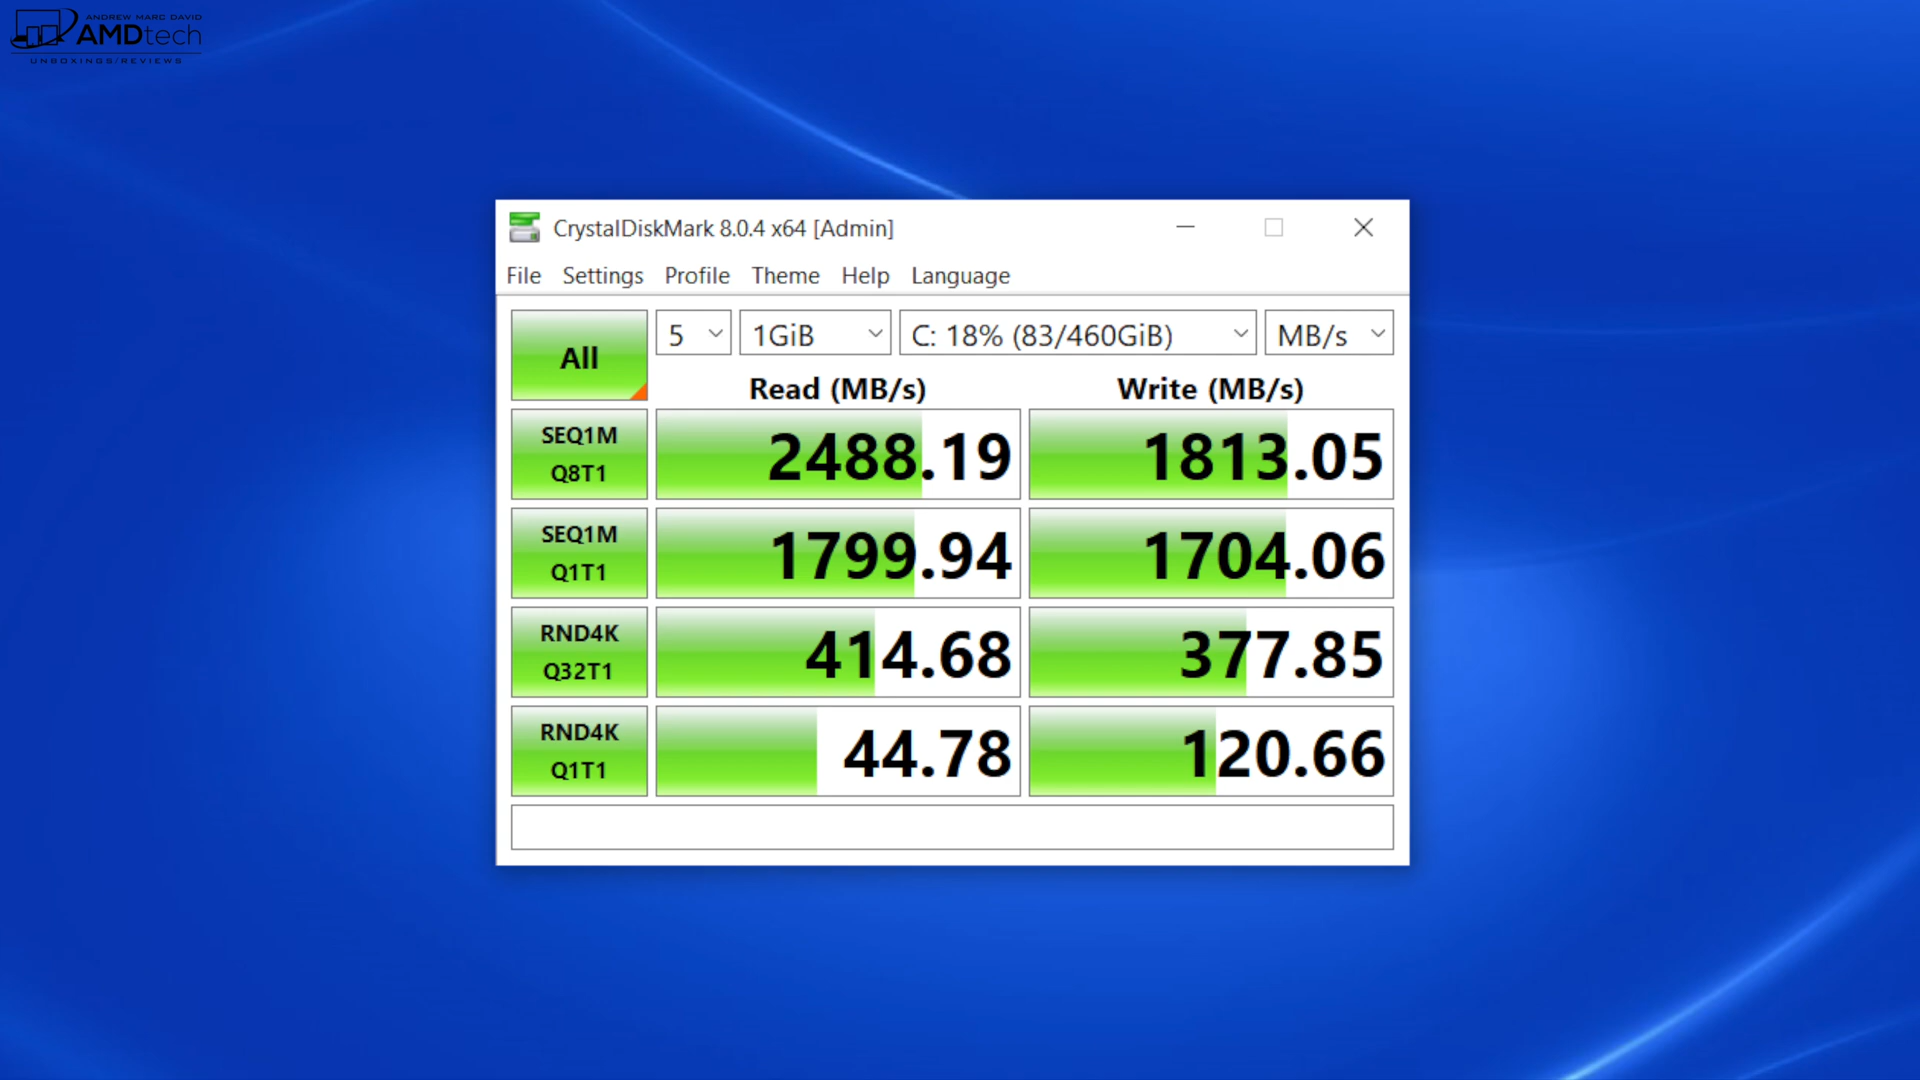 ANDREW MARC DAVID
AMDtech
UNBOXINGS/REVIEWS
CrystalDiskMark 8.0.4 x64 [Admin]
File Settings Profile Theme Help Language
All 5 1GiB C: 18% (83/460GiB) MB/s
Read (MB/s) Write (MB/s)
SEQ1M
Q8T1 2488.19 1813.05
SEQ1M
Q1T1 1799.94 1704.06
RND4K
Q32T1 414.68 377.85
RND4K
Q1T1 44.78 120.66